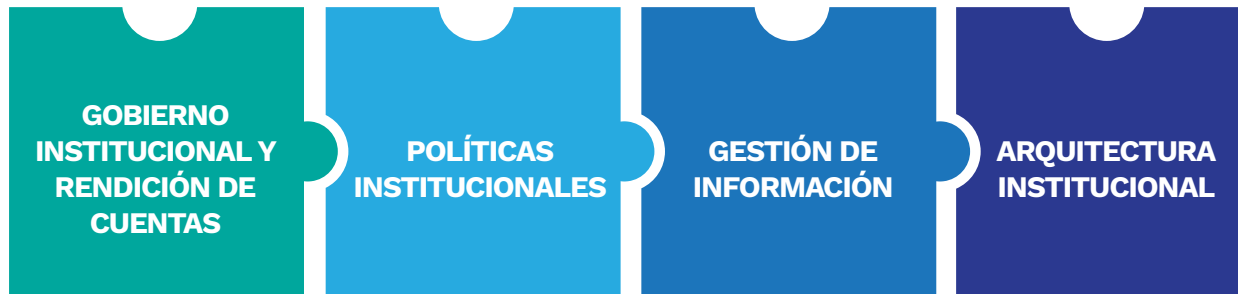 GOBIERNO
INSTITUCIONAL Y
RENDICIÓN DE
CUENTAS
POLÍTICAS
INSTITUCIONALES
GESTIÓN DE
INFORMACIÓN
ARQUITECTURA
INSTITUCIONAL